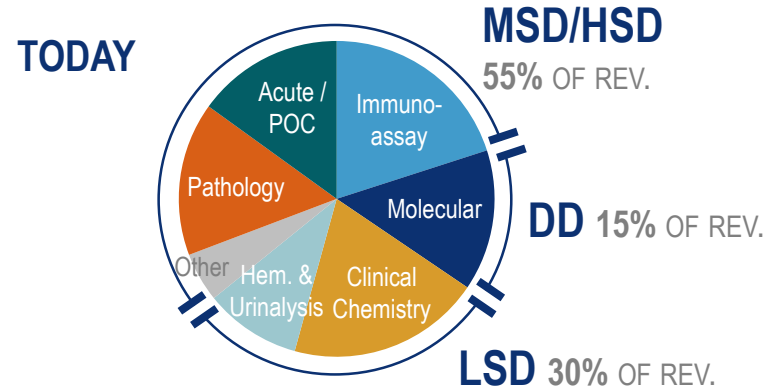 TODAY
MSD/HSD
55% OF REV.
Acute /
POC
Immuno-
assay
Pathology
Molecular
DD 15% OF REV.
Other
Hem. &
Urinalysis
Clinical
Chemistry
LSD 30% OF REV.